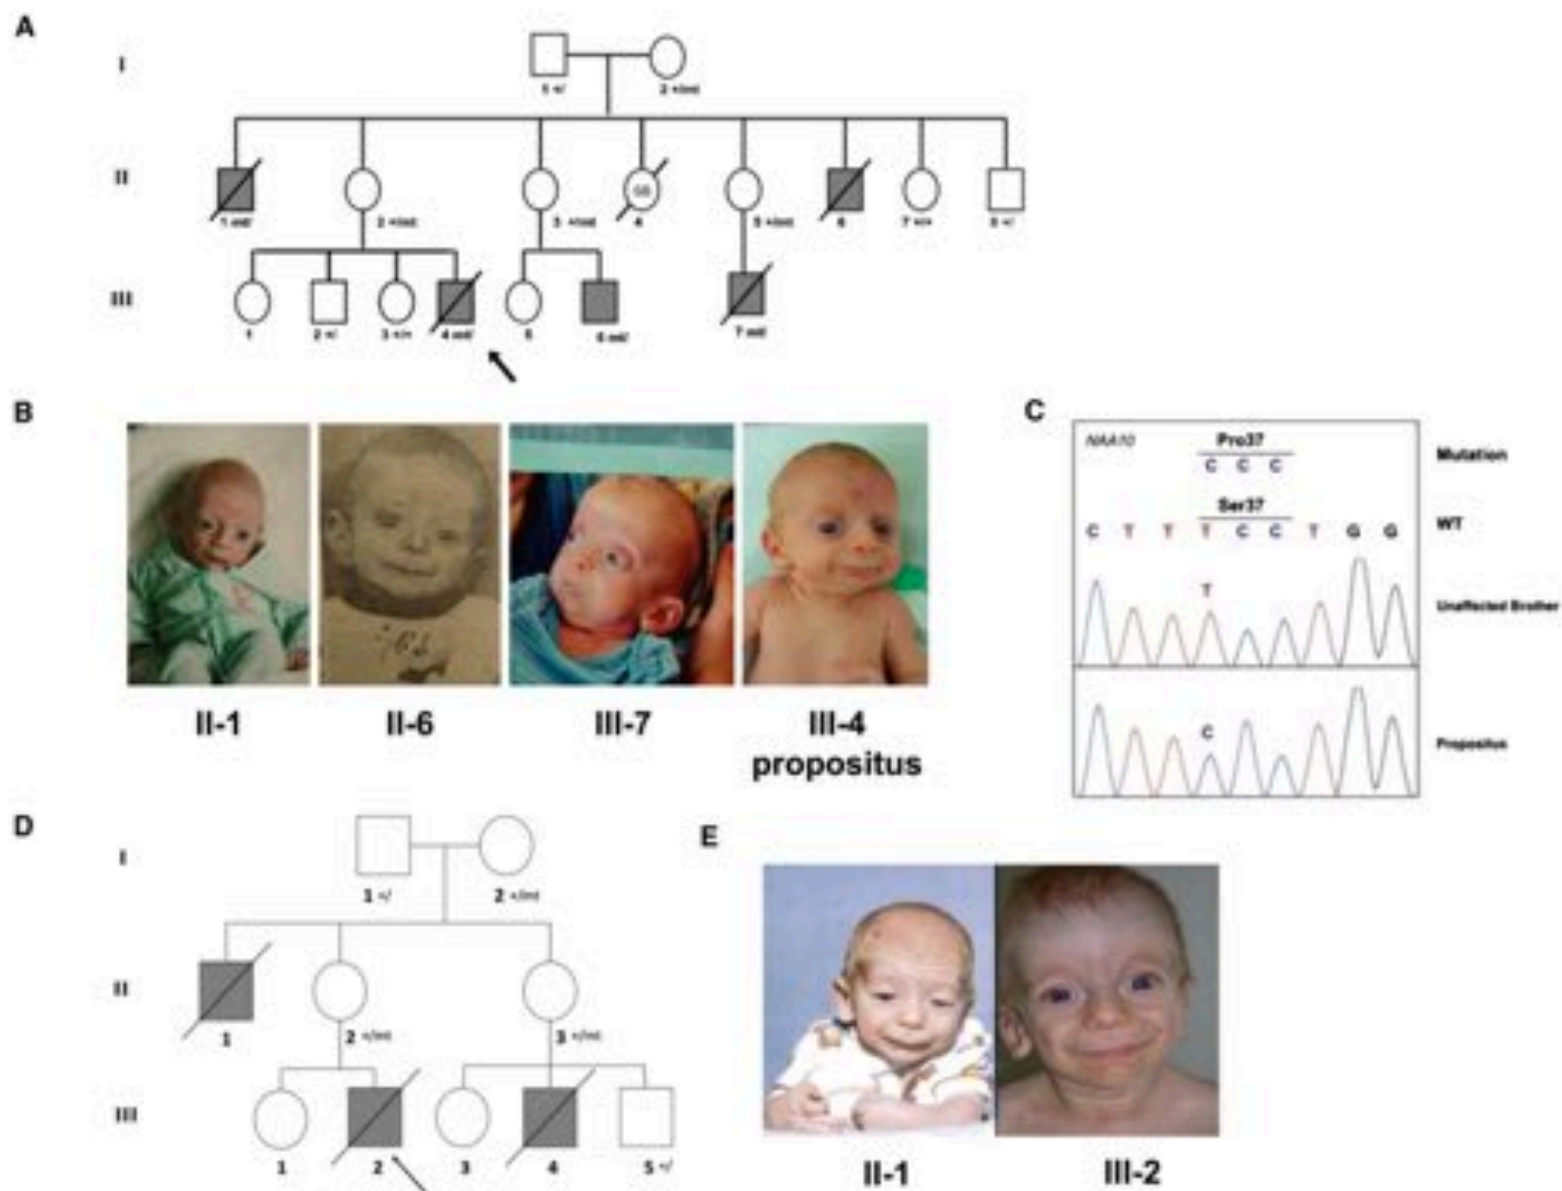 A
I
1 +/ 2 +/mt
II
1 mt/ 2 +/mt 3 +/mt 4 5 +/mt 6 7 +/+ 8 +/
III
1 2 +/ 3 +/+ 4 mt/ 5 6 mt/ 7 mt/
B
II-1 II-6 III-7 III-4
propositus
C
NAA10 Pro37 Mutation
C C C
Ser37
C T T T C C T G G WT
T
Unaffected Brother
C
Propositus
D
I
1 +/ 2 +/mt
II
1 2 +/mt 3 +/mt
III
1 2 3 4 5 +/
E
II-1 III-2